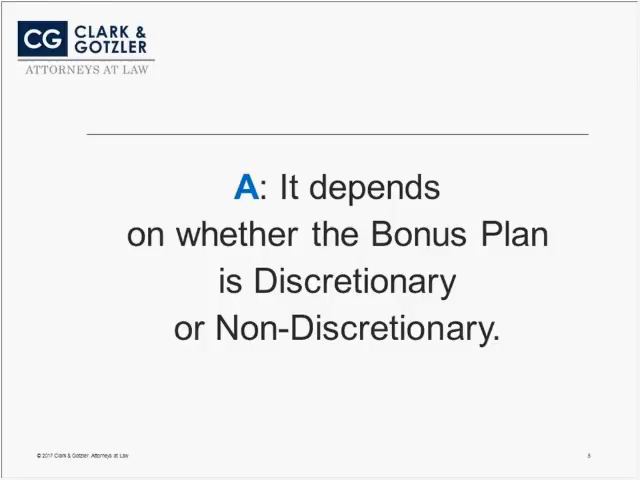 CG CLARK &
GOTZLER
ATTORNEYS AT LAW
A: It depends
on whether the Bonus Plan
is Discretionary
or Non-Discretionary.
© 2017 Clark & Gotzler. Attorneys at Law